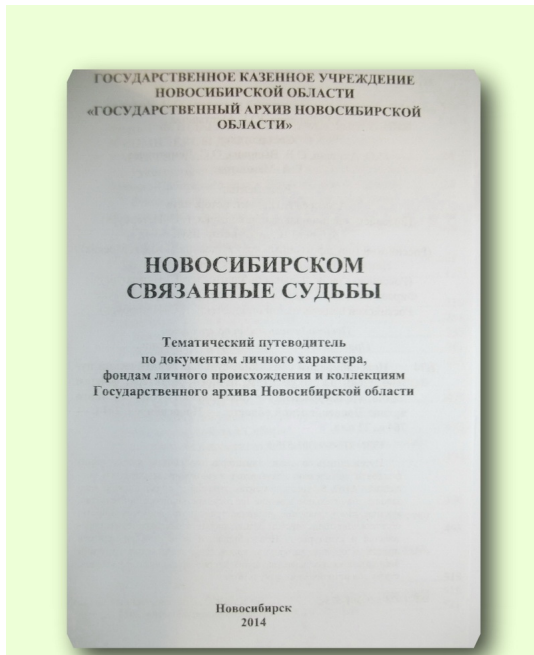 ГОСУДАРСТВЕННОЕ КАЗЕННОЕ УЧРЕЖДЕНИЕ
НОВОСИБИРСКОЙ ОБЛАСТИ
«ГОСУДАРСТВЕННЫЙ АРХИВ НОВОСИБИРСКОЙ
ОБЛАСТИ»
НОВОСИБИРСКОМ
СВЯЗАННЫЕ СУДЬБЫ
Тематический путеводитель
по документам личного характера,
фондам личного происхождения и коллекциям
Государственного архива Новосибирской области
Новосибирск
2014